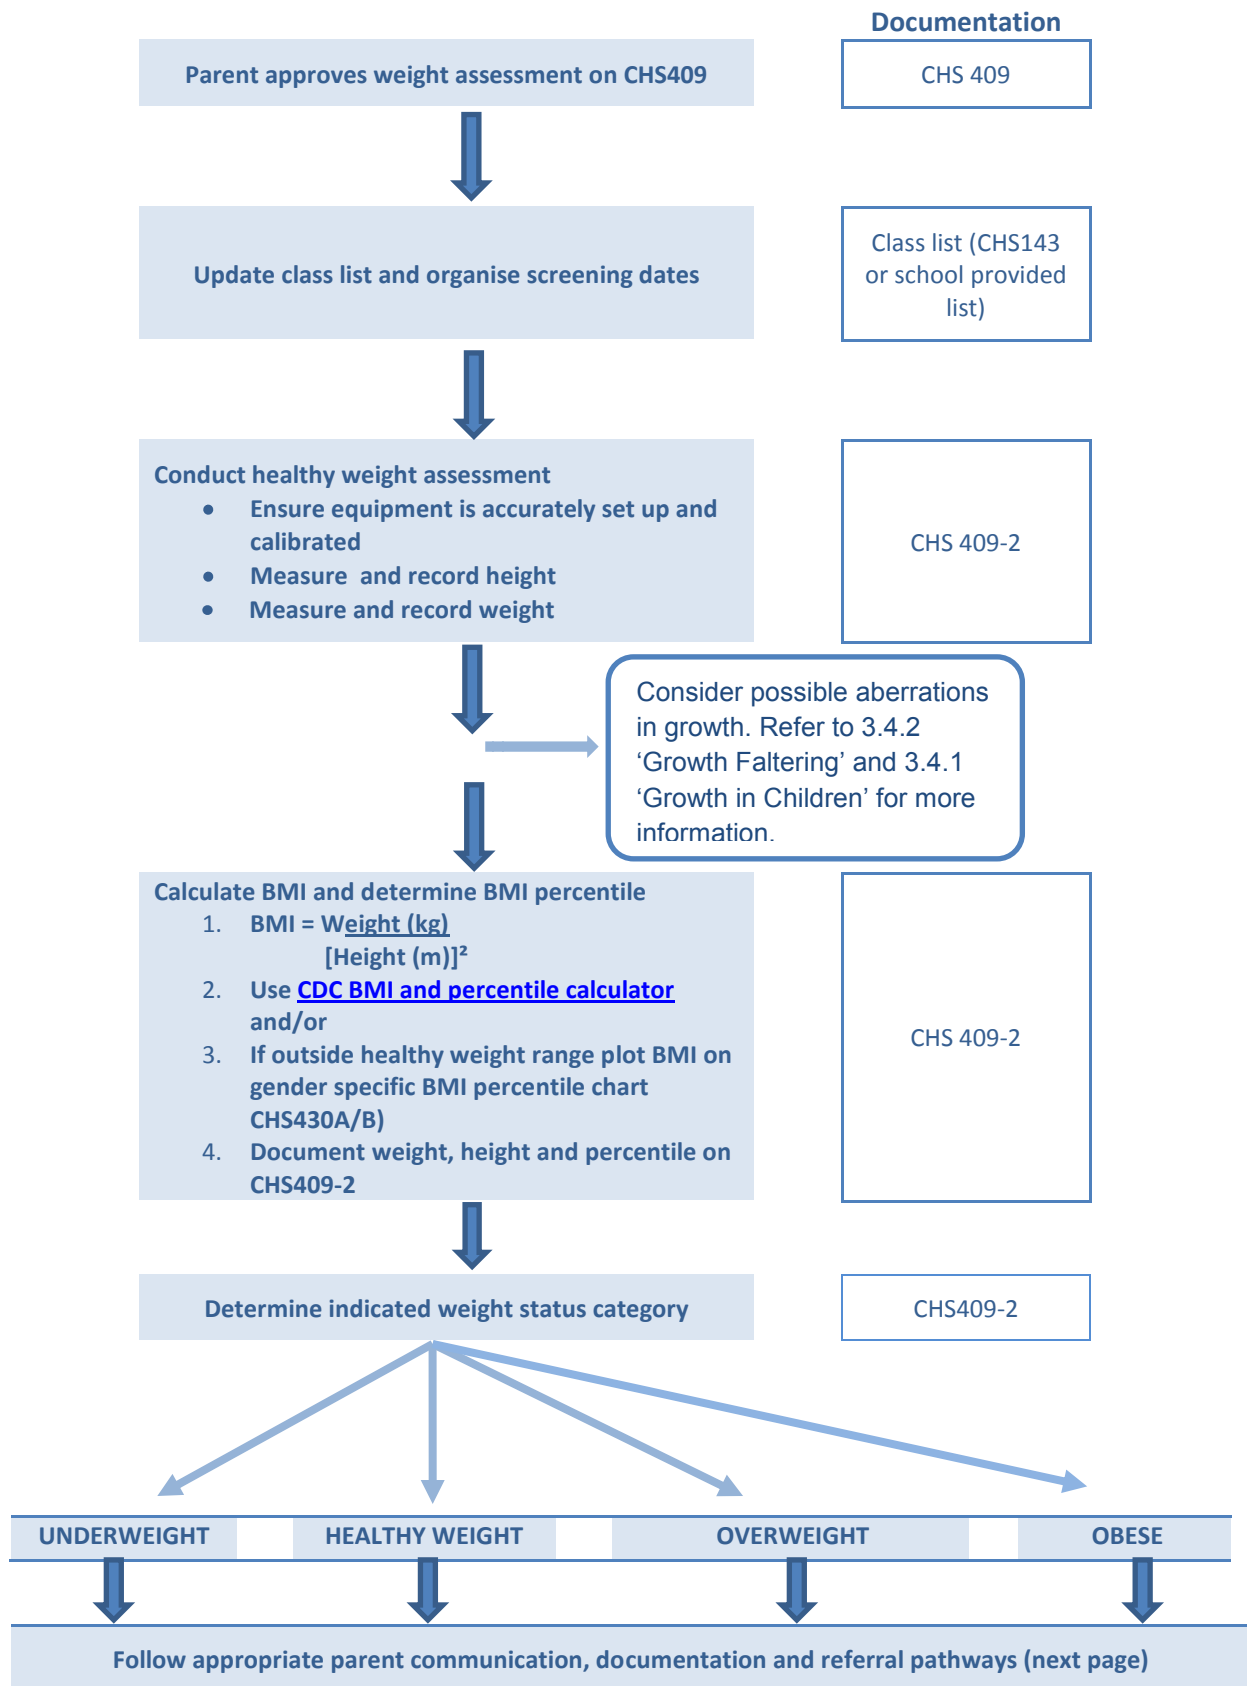 Documentation
Parent approves weight assessment on CHS409
CHS 409
Update class list and organise screening dates
Class list (CHS143
or school provided
list)
Conduct healthy weight assessment
• Ensure equipment is accurately set up and
calibrated
• Measure and record height
• Measure and record weight
CHS 409-2
Consider possible aberrations
in growth. Refer to 3.4.2
‘Growth Faltering’ and 3.4.1
‘Growth in Children’ for more
information.
Calculate BMI and determine BMI percentile
1. BMI = Weight (kg)
[Height (m)]²
2. Use CDC BMI and percentile calculator
and/or
3. If outside healthy weight range plot BMI on
gender specific BMI percentile chart
CHS430A/B)
4. Document weight, height and percentile on
CHS409-2
CHS 409-2
Determine indicated weight status category
CHS409-2
UNDERWEIGHT
HEALTHY WEIGHT
OVERWEIGHT
OBESE
Follow appropriate parent communication, documentation and referral pathways (next page)